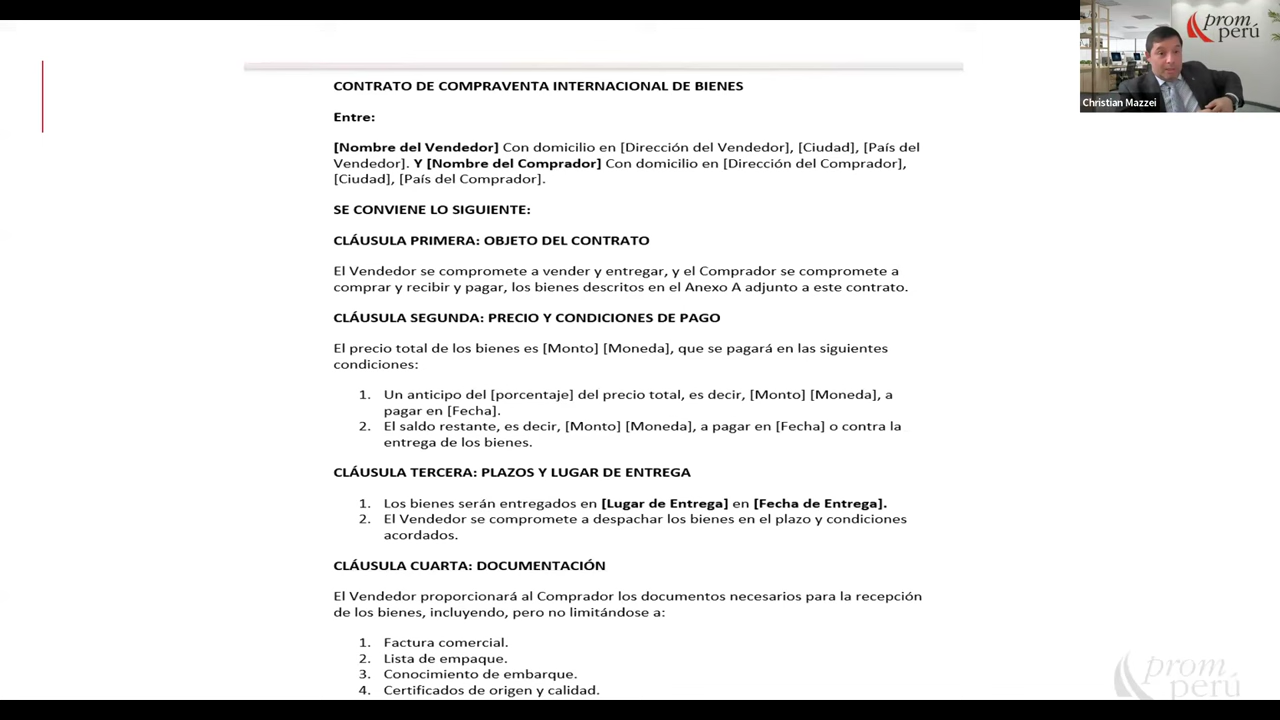 CONTRATO DE COMPRAVENTA INTERNACIONAL DE BIENES
Entre:
[Nombre del Vendedor] Con domicilio en [Dirección del Vendedor], [Ciudad], [País del
Vendedor]. Y [Nombre del Comprador] Con domicilio en [Dirección del Comprador],
[Ciudad], [País del Comprador].
SE CONVIENE LO SIGUIENTE:
CLÁUSULA PRIMERA: OBJETO DEL CONTRATO
El Vendedor se compromete a vender y entregar, y el Comprador se compromete a
comprar y recibir y pagar, los bienes descritos en el Anexo A adjunto a este contrato.
CLÁUSULA SEGUNDA: PRECIO Y CONDICIONES DE PAGO
El precio total de los bienes es [Monto] [Moneda], que se pagará en las siguientes
condiciones:
1. Un anticipo del [porcentaje] del precio total, es decir, [Monto] [Moneda], a
pagar en [Fecha].
2. El saldo restante, es decir, [Monto] [Moneda], a pagar en [Fecha] o contra la
entrega de los bienes.
CLÁUSULA TERCERA: PLAZOS Y LUGAR DE ENTREGA
1. Los bienes serán entregados en [Lugar de Entrega] en [Fecha de Entrega].
2. El Vendedor se compromete a despachar los bienes en el plazo y condiciones
acordados.
CLÁUSULA CUARTA: DOCUMENTACIÓN
El Vendedor proporcionará al Comprador los documentos necesarios para la recepción
de los bienes, incluyendo, pero no limitándose a:
1. Factura comercial.
2. Lista de empaque.
3. Conocimiento de embarque.
4. Certificados de origen y calidad.
prom
perú
Christian Mazzei
prom
perú